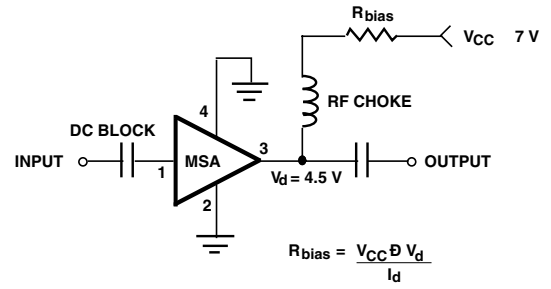 Rbias
VCC 7 V
4
RF CHOKE
DC BLOCK
INPUT
1
MSA
3
OUTPUT
Vd = 4.5 V
2
Rbias = VCC Ð Vd
Id